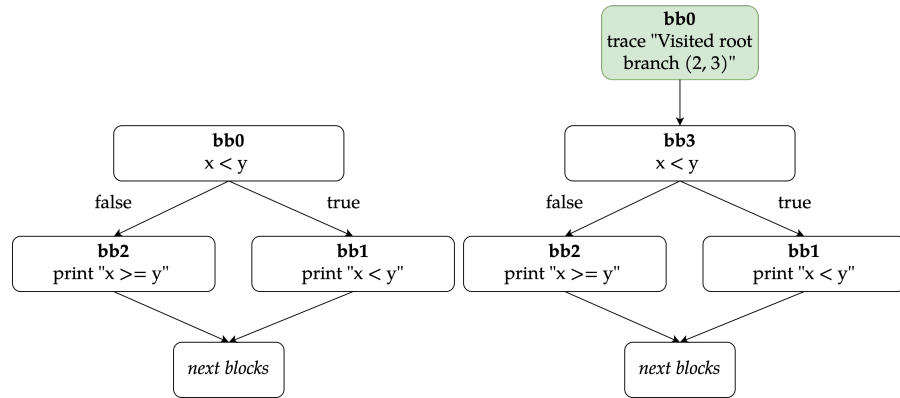 bb0
trace "Visited root
branch (2, 3)"
bb0
x < y
false
true
bb2
print "x >= y"
bb1
print "x < y"
next blocks
bb3
x < y
false
true
bb2
print "x >= y"
bb1
print "x < y"
next blocks